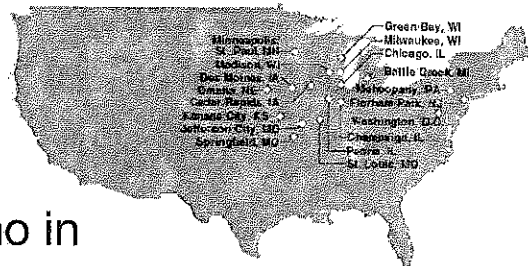 Minneapolis
St. Paul, MN
Madison, WI
Des Moines, IA
Omaha, NE
Cedar Rapids, IA
Kansas City, KS
Jefferson City, MO
Springfield, MO
Green Bay, WI
Milwaukee, WI
Chicago, IL
Battle Creek, MI
Mehoopany, PA
Florham Park, NJ
Washington, D.C.
Champaign, IL
Peoria, IL
St. Louis, MO
no in